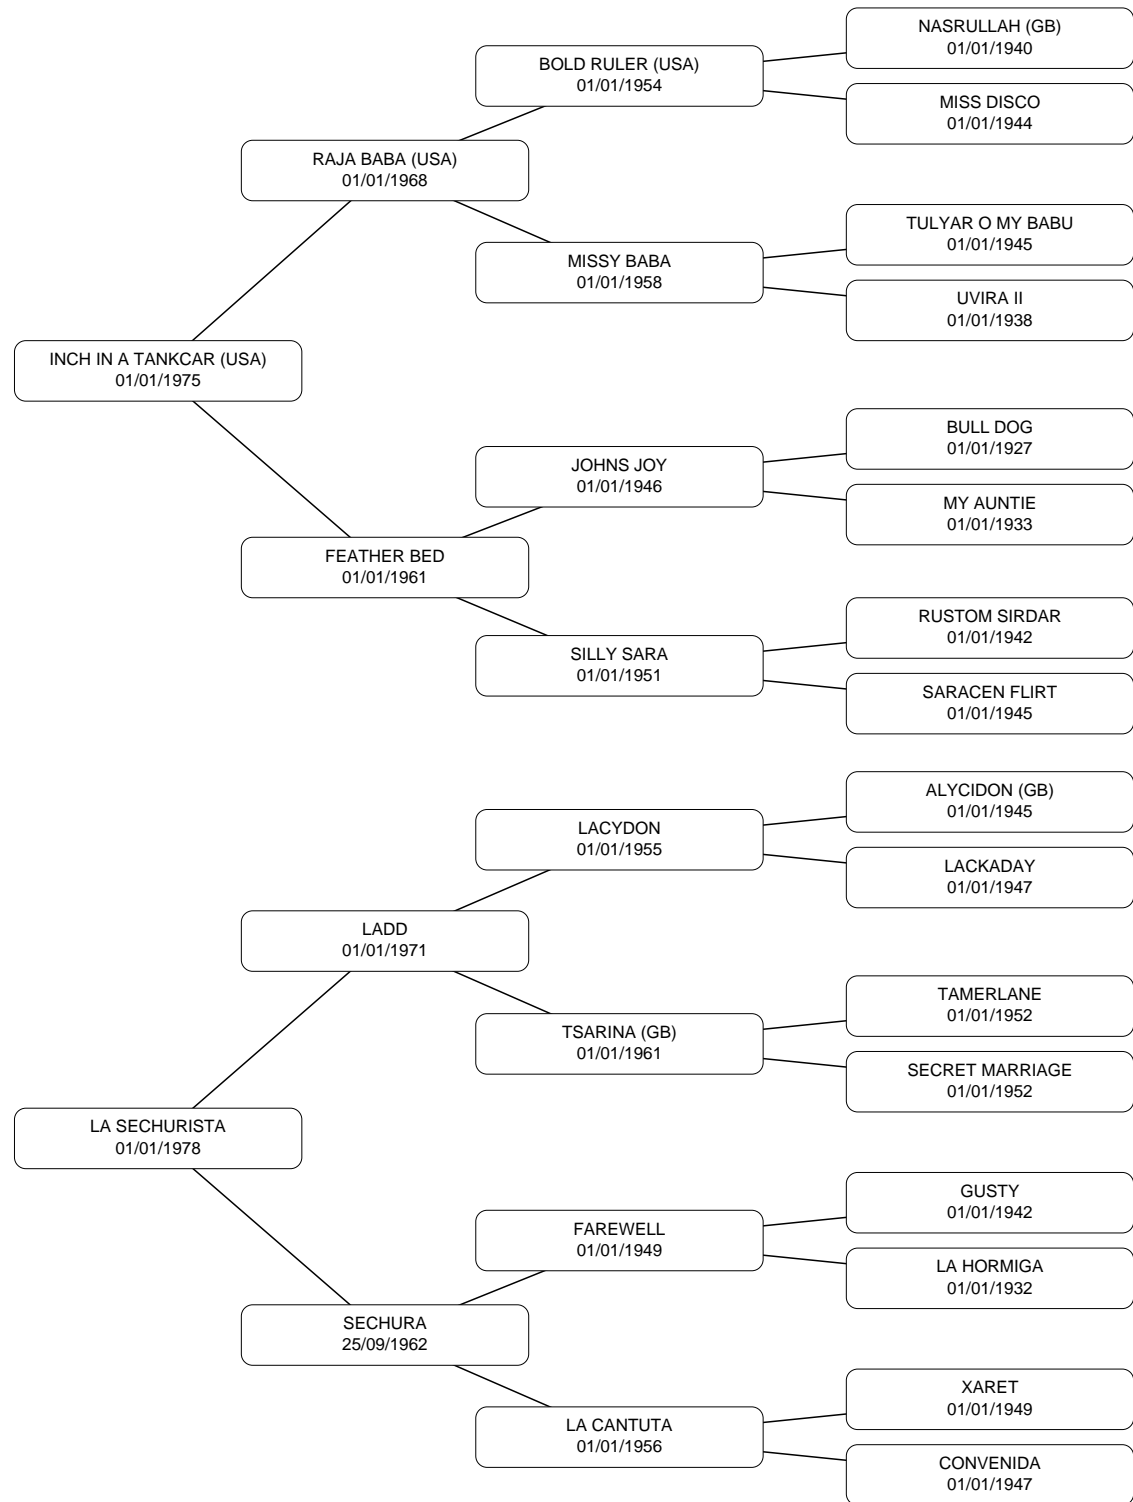 NASRULLAH (GB)
01/01/1940
BOLD RULER (USA)
01/01/1954
MISS DISCO
01/01/1944
RAJA BABA (USA)
01/01/1968
TULYAR O MY BABU
01/01/1945
MISSY BABA
01/01/1958
UVIRA II
01/01/1938
INCH IN A TANKCAR (USA)
01/01/1975
BULL DOG
01/01/1927
JOHNS JOY
01/01/1946
MY AUNTIE
01/01/1933
FEATHER BED
01/01/1961
RUSTOM SIRDAR
01/01/1942
SILLY SARA
01/01/1951
SARACEN FLIRT
01/01/1945
ALYCIDON (GB)
01/01/1945
LACYDON
01/01/1955
LACKADAY
01/01/1947
LADD
01/01/1971
TAMERLANE
01/01/1952
TSARINA (GB)
01/01/1961
SECRET MARRIAGE
01/01/1952
LA SECHURISTA
01/01/1978
GUSTY
01/01/1942
FAREWELL
01/01/1949
LA HORMIGA
01/01/1932
SECHURA
25/09/1962
XARET
01/01/1949
LA CANTUTA
01/01/1956
CONVENIDA
01/01/1947